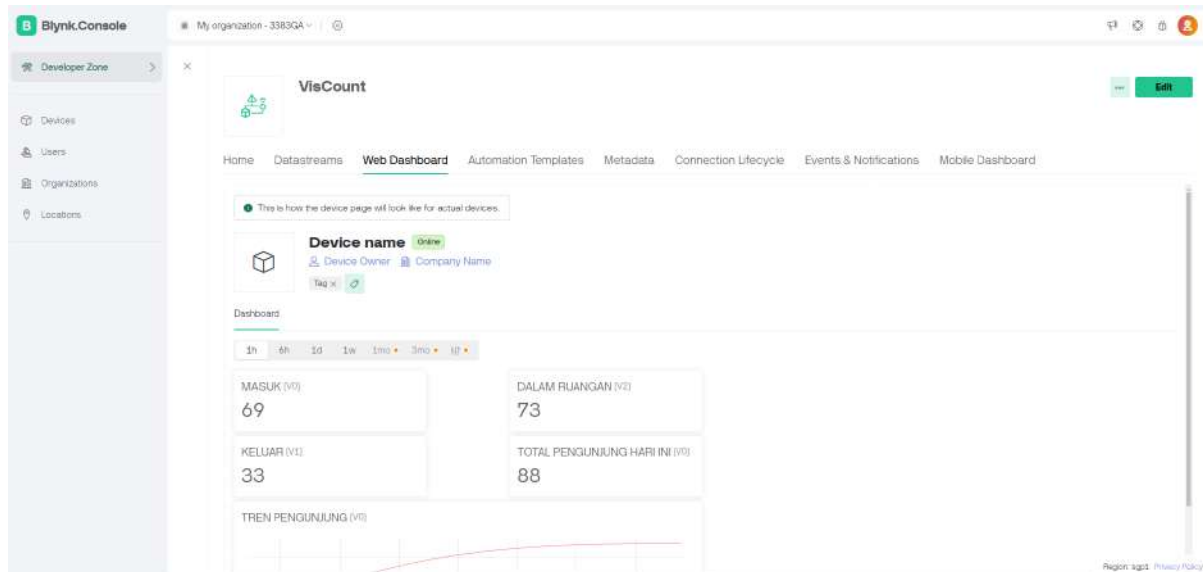 B Blynk.Console
My organization - 3383GA
Developer Zone
Devices
Users
Organizations
Locations
VisCount
Edit
Home Datastreams Web Dashboard Automation Templates Metadata Connection Lifecycle Events & Notifications Mobile Dashboard
This is how the device page will look like for actual devices.
Device name Online
Device Owner Company Name
Tag ×
Dashboard
1h 6h 1d 1w 1mo 3mo
MASUK (V0)
69
DALAM RUANGAN (V2)
73
KELUAR (V1)
33
TOTAL PENGUNJUNG HARI INI (V0)
88
TREN PENGUNJUNG (V0)
Region: sgp1 Privacy Policy